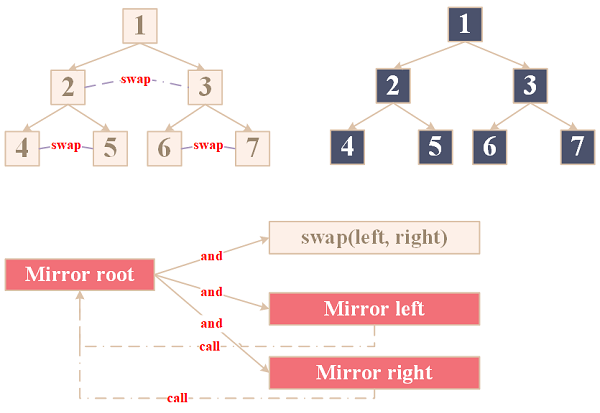 1
1
2
swap
3
2
3
4
swap
5
6
swap
7
4
5
6
7
swap(left, right)
and
Mirror root
and
Mirror left
and
call
Mirror right
call